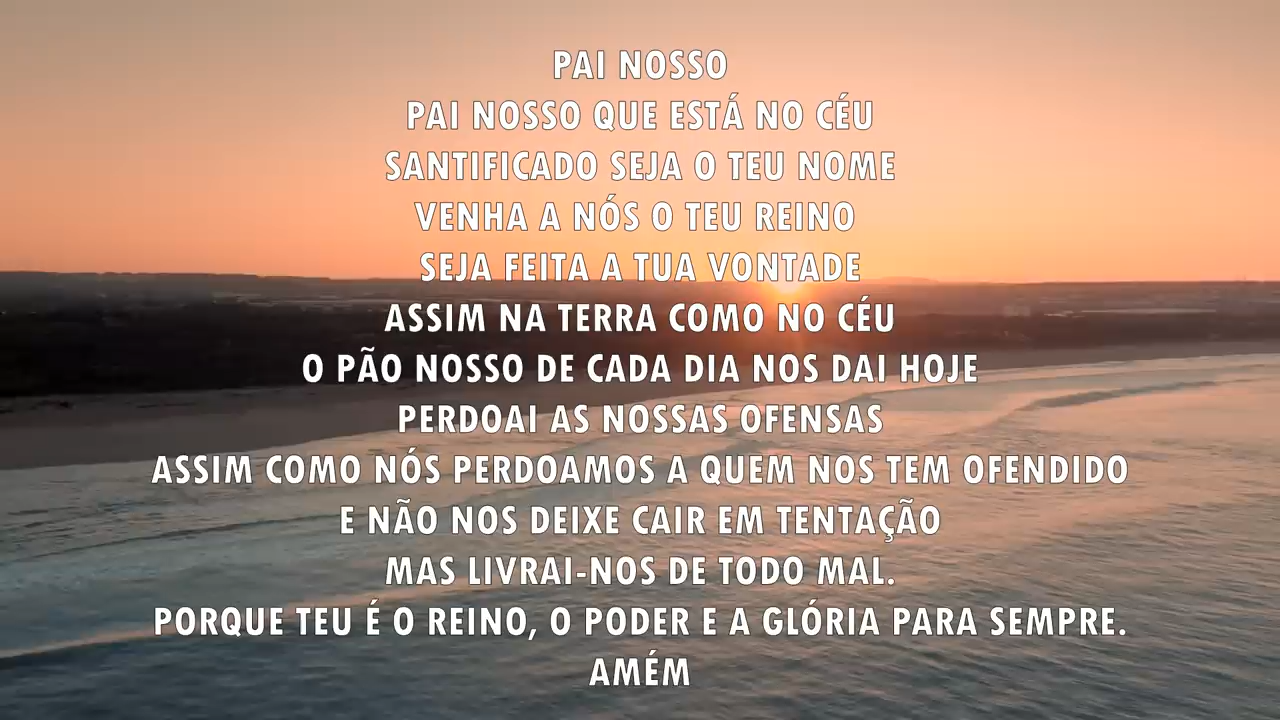 PAI NOSSO
PAI NOSSO QUE ESTÁ NO CÉU
SANTIFICADO SEJA O TEU NOME
VENHA A NÓS O TEU REINO
SEJA FEITA A TUA VONTADE
ASSIM NA TERRA COMO NO CÉU
O PÃO NOSSO DE CADA DIA NOS DAI HOJE
PERDOAI AS NOSSAS OFENSAS
ASSIM COMO NÓS PERDOAMOS A QUEM NOS TEM OFENDIDO
E NÃO NOS DEIXE CAIR EM TENTAÇÃO
MAS LIVRAI-NOS DE TODO MAL.
PORQUE TEU É O REINO, O PODER E A GLÓRIA PARA SEMPRE.
AMÉM